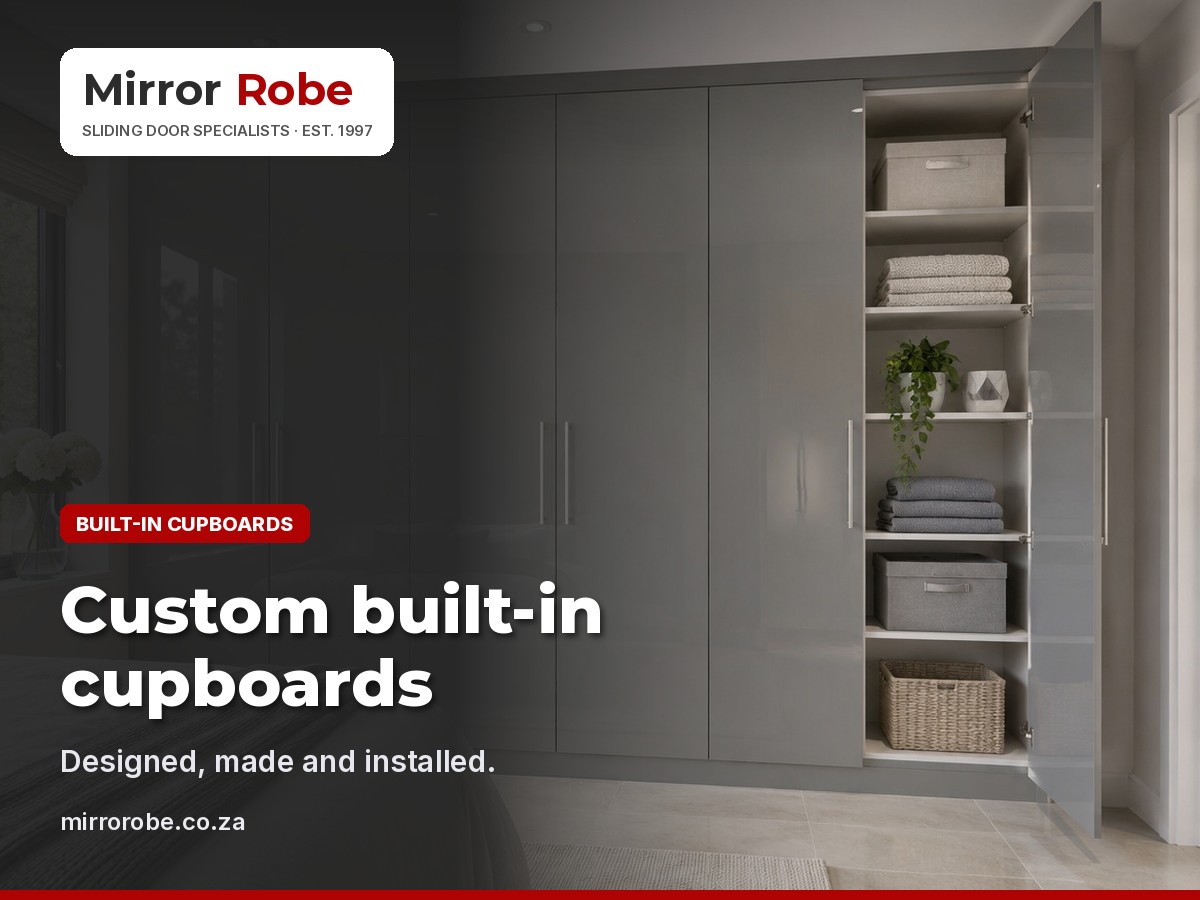 Mirror Robe
SLIDING DOOR SPECIALISTS · EST. 1997
BUILT-IN CUPBOARDS
Custom built-in
cupboards
Designed, made and installed.
mirrorobe.co.za